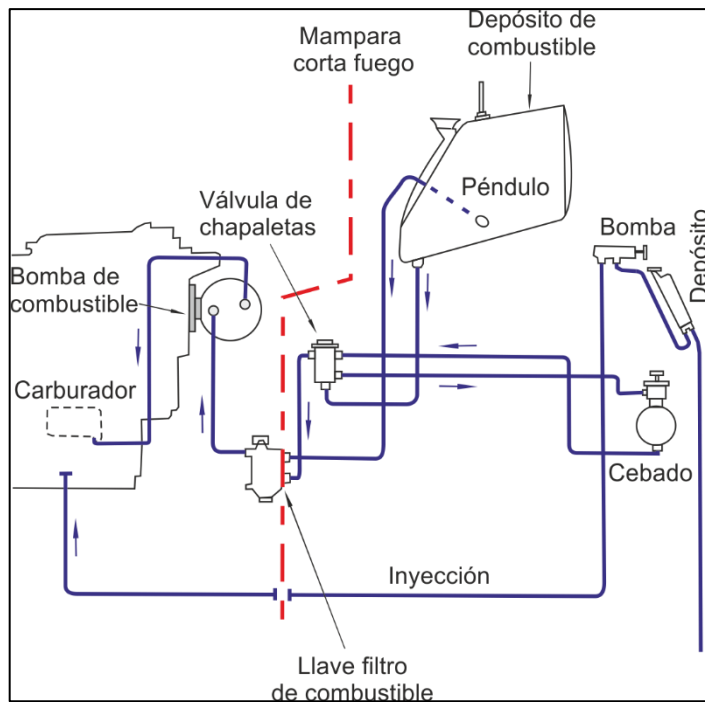 Depósito de
combustible
Mampara
corta fuego
Péndulo
Válvula de
chapaletas
Bomba
Depósito
Bomba de
combustible
Carburador
Cebado
Inyección
Llave filtro
de combustible